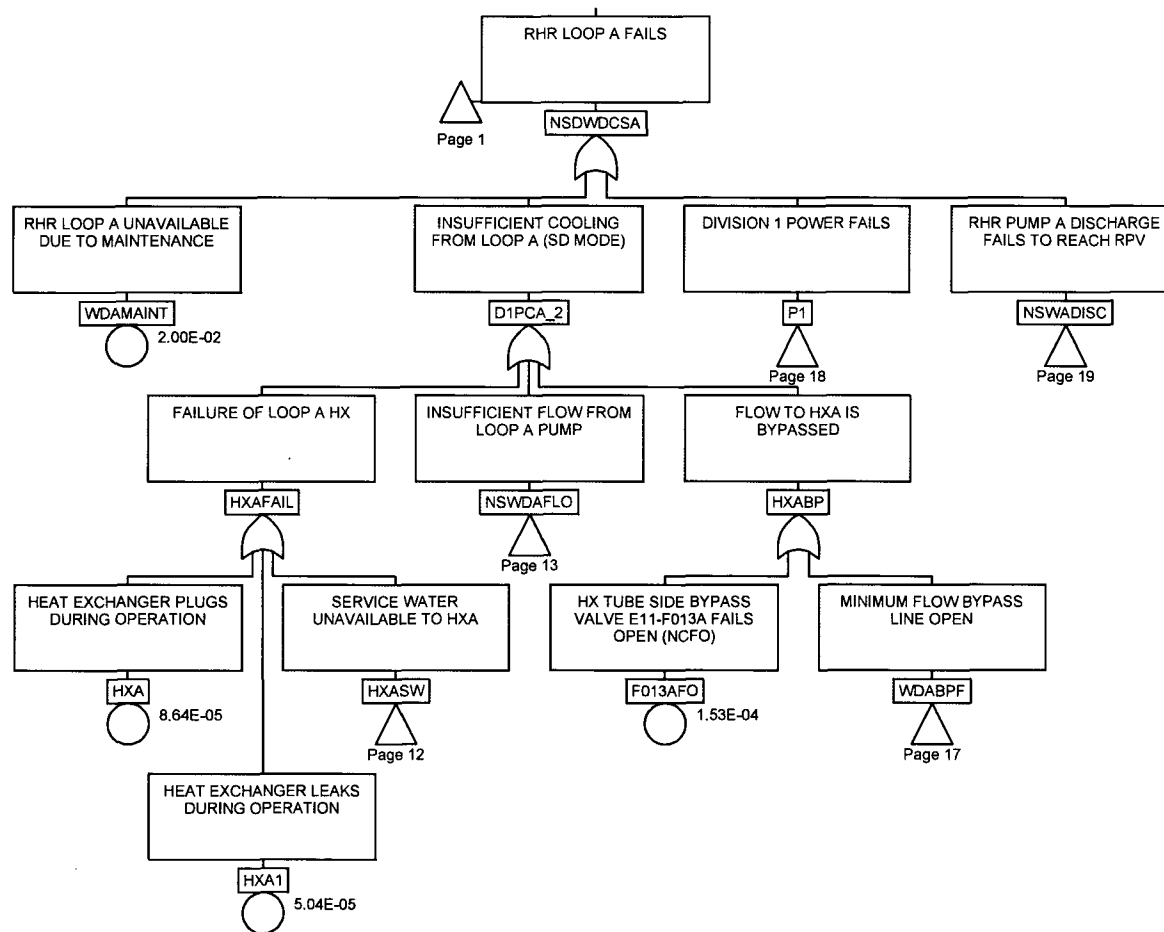 RHR LOOP A FAILS
Page 1
NSDWDCSA
RHR LOOP A UNAVAILABLE
DUE TO MAINTENANCE
WDAMAINT
2.00E-02
INSUFFICIENT COOLING
FROM LOOP A (SD MODE)
D1PCA_2
DIVISION 1 POWER FAILS
P1
Page 18
RHR PUMP A DISCHARGE
FAILS TO REACH RPV
NSWADISC
Page 19
FAILURE OF LOOP A HX
HXAFAIL
INSUFFICIENT FLOW FROM
LOOP A PUMP
NSWDAFLO
Page 13
FLOW TO HXA IS
BYPASSED
HXABP
HEAT EXCHANGER PLUGS
DURING OPERATION
HXA
8.64E-05
SERVICE WATER
UNAVAILABLE TO HXA
HXASW
Page 12
HX TUBE SIDE BYPASS
VALVE E11-F013A FAILS
OPEN (NCFO)
F013AFO
1.53E-04
MINIMUM FLOW BYPASS
LINE OPEN
WDABPF
Page 17
HEAT EXCHANGER LEAKS
DURING OPERATION
HXA1
5.04E-05